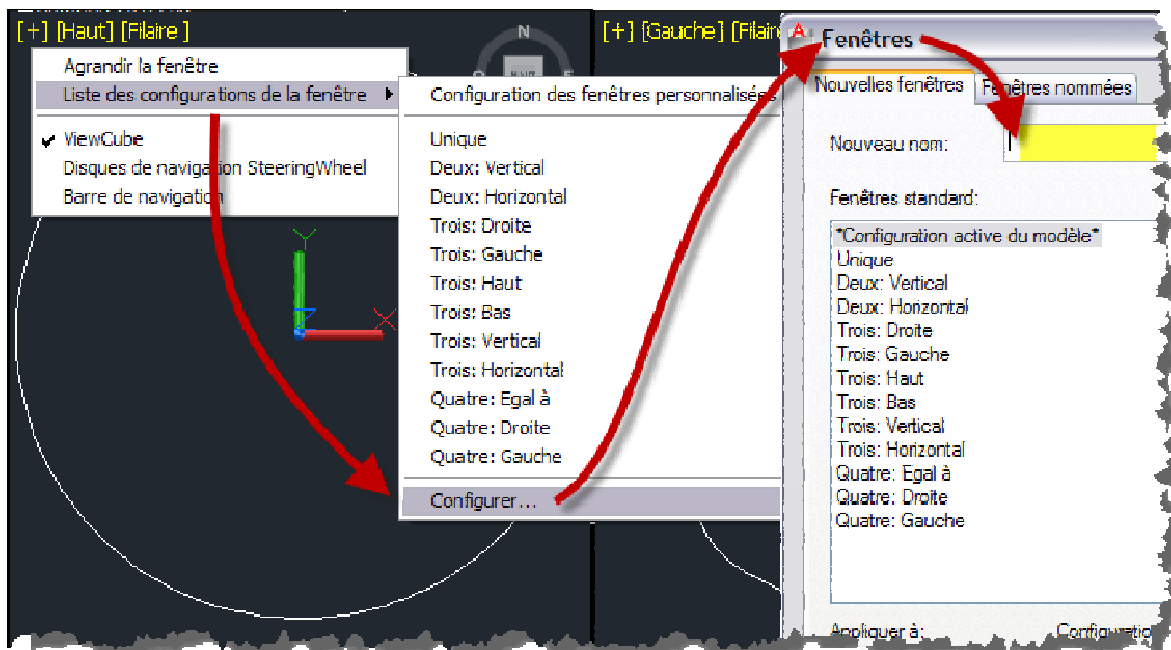 [+] [Haut] [Filaire]
Agrandir la fenêtre
Liste des configurations de la fenêtre
ViewCube
Disques de navigation SteeringWheel
Barre de navigation
N
Configuration des fenêtres personnalisées
Unique
Deux: Vertical
Deux: Horizontal
Trois: Droite
Trois: Gauche
Trois: Haut
Trois: Bas
Trois: Vertical
Trois: Horizontal
Quatre: Egal à
Quatre: Droite
Quatre: Gauche
Configurer...
[+] [Gauche]
Fenêtres
Nouvelles fenêtres
Fenêtres nommées
Nouveau nom:
Fenêtres standard:
*Configuration active du modèle*
Unique
Deux: Vertical
Deux: Horizontal
Trois: Droite
Trois: Gauche
Trois: Haut
Trois: Bas
Trois: Vertical
Trois: Horizontal
Quatre: Egal à
Quatre: Droite
Quatre: Gauche
Appliquer à: